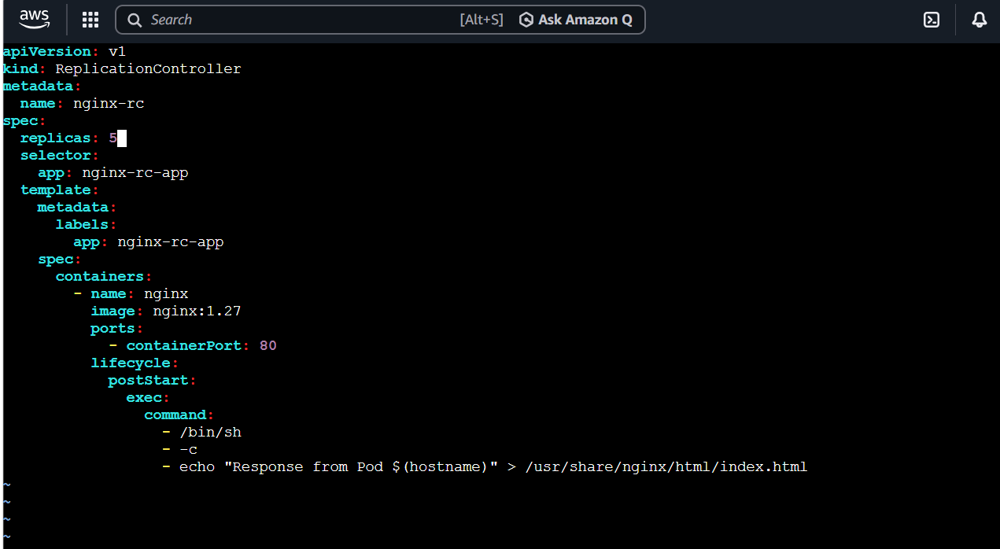 aws Search [Alt+S] Ask Amazon Q
apiVersion: v1
kind: ReplicationController
metadata:
  name: nginx-rc
spec:
  replicas: 5
  selector:
    app: nginx-rc-app
  template:
    metadata:
      labels:
        app: nginx-rc-app
    spec:
      containers:
        - name: nginx
          image: nginx:1.27
          ports:
            - containerPort: 80
          lifecycle:
            postStart:
              exec:
                command:
                  - /bin/sh
                  - -c
                  - echo "Response from Pod $(hostname)" > /usr/share/nginx/html/index.html
~
~
~
~